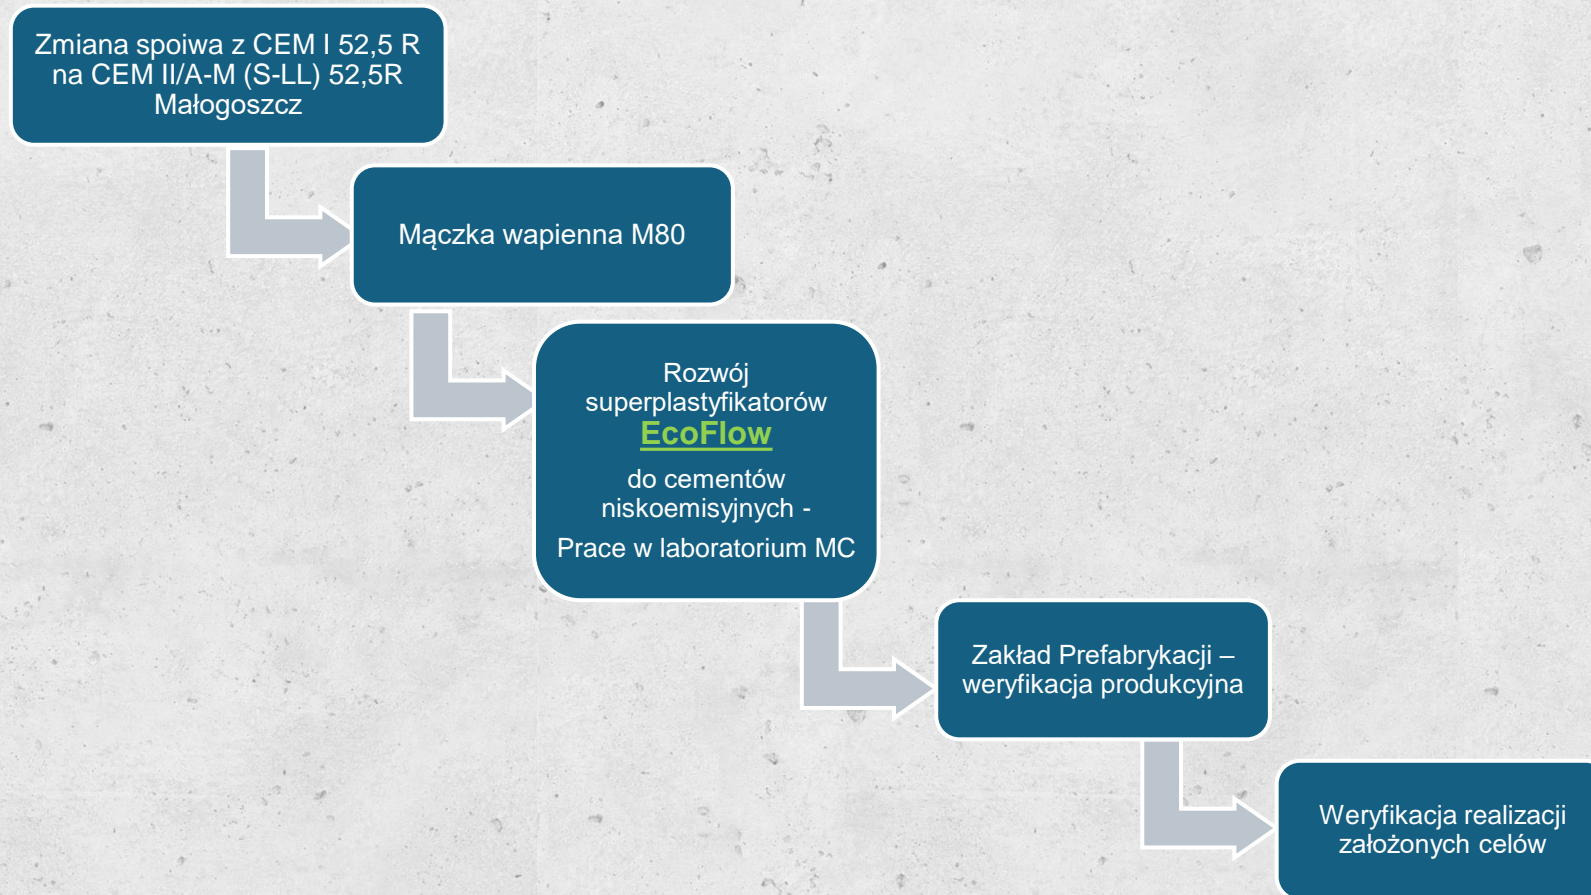 Zmiana spoiwa z CEM I 52,5 R
na CEM II/A-M (S-LL) 52,5R
Małogoszcz
Mączka wapienna M80
Rozwój
superplastyfikatorów
EcoFlow
do cementów
niskoemisyjnych -
Prace w laboratorium MC
Zakład Prefabrykacji –
weryfikacja produkcyjna
Weryfikacja realizacji
założonych celów